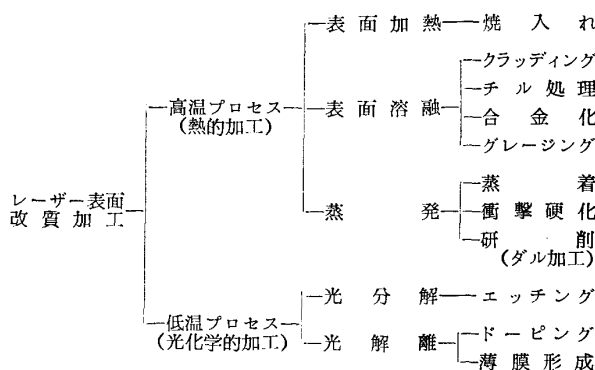 表面加熱
焼入れ
クラッディング
チル処理
高温プロセス
(熱的加工)
表面溶融
合金化
グレージング
レーザー表面
改質加工
蒸発
蒸着
衝撃硬化
研削
(ダル加工)
光分解
エッチング
低温プロセス
(光化学的加工)
光解離
ドーピング
薄膜形成